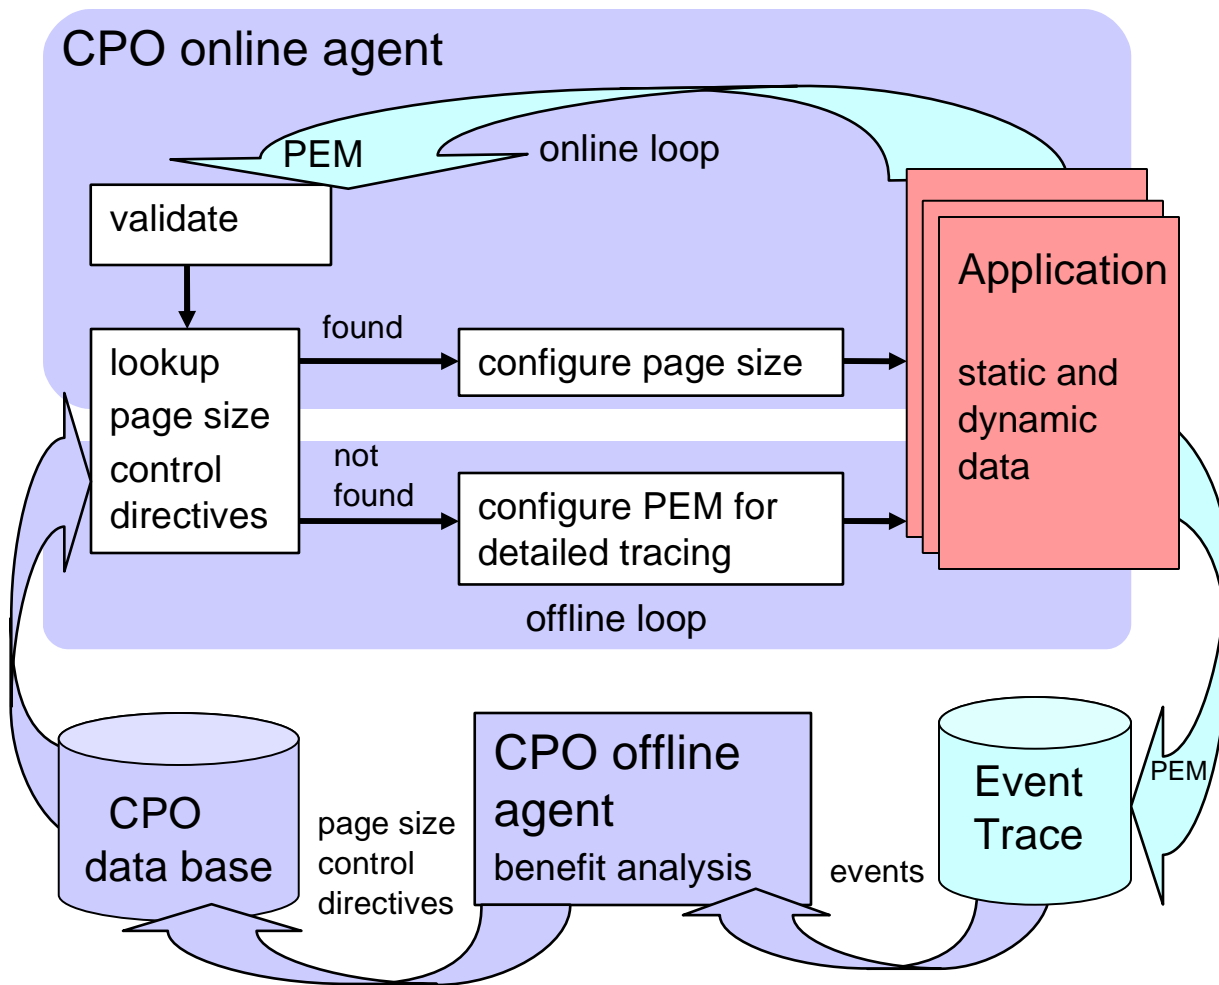 CPO online agent
PEM
online loop
validate
Application
found
lookup
page size
control
directives
configure page size
static and
dynamic
data
not
found
configure PEM for
detailed tracing
offline loop
PEM
CPO offline
agent
benefit analysis
Event
Trace
CPO
data base
page size
control
directives
events